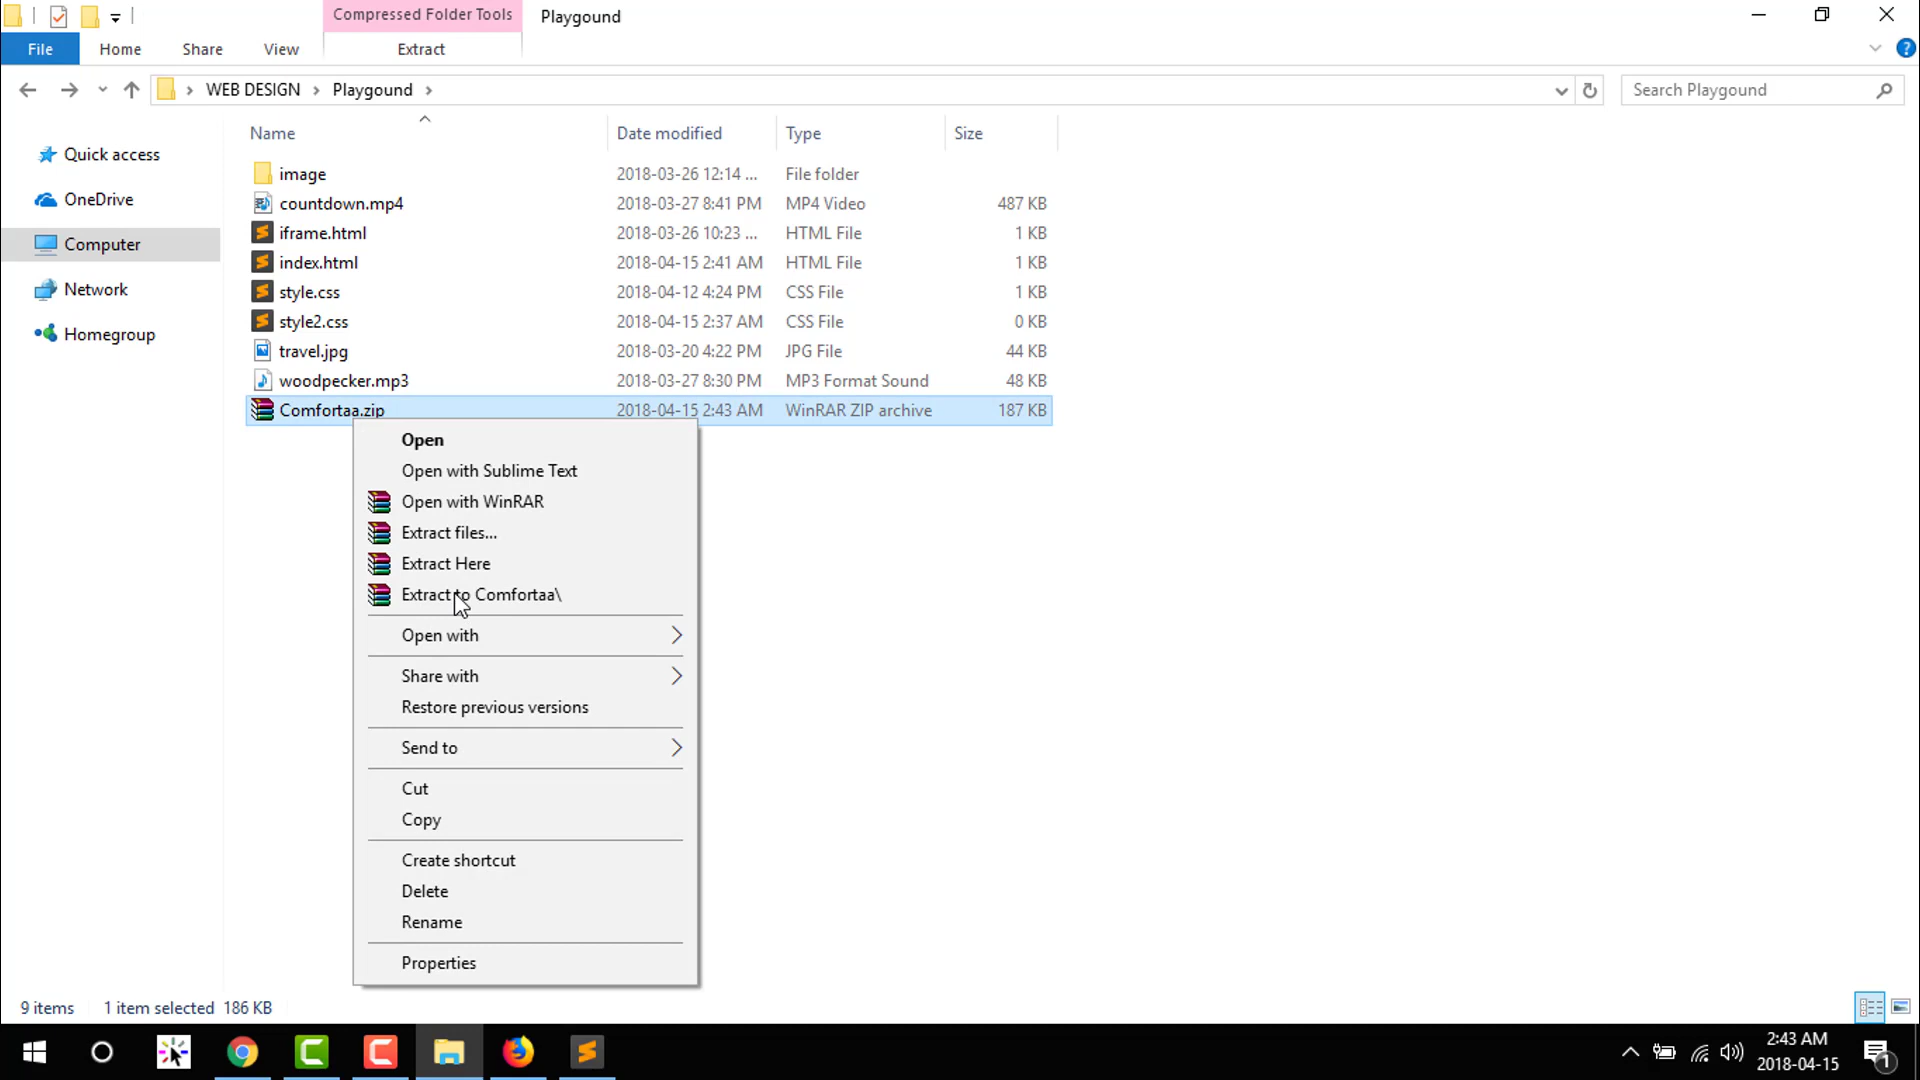 Compressed Folder Tools
Playgound
File
Home
Share
View
Extract
WEB DESIGN
Playgound
Search Playgound
Name
Date modified
Type
Size
Quick access
OneDrive
Computer
Network
Homegroup
image 2018-03-26 12:14 ... File folder
countdown.mp4 2018-03-27 8:41 PM MP4 Video 487 KB
iframe.html 2018-03-26 10:23 ... HTML File 1 KB
index.html 2018-04-15 2:41 AM HTML File 1 KB
style.css 2018-04-12 4:24 PM CSS File 1 KB
style2.css 2018-04-15 2:37 AM CSS File 0 KB
travel.jpg 2018-03-20 4:22 PM JPG File 44 KB
woodpecker.mp3 2018-03-27 8:30 PM MP3 Format Sound 48 KB
Comfortaa.zip 2018-04-15 2:43 AM WinRAR ZIP archive 187 KB
Open
Open with Sublime Text
Open with WinRAR
Extract files...
Extract Here
Extract to Comfortaa\
Open with
Share with
Restore previous versions
Send to
Cut
Copy
Create shortcut
Delete
Rename
Properties
9 items
1 item selected 186 KB
2:43 AM
2018-04-15
1